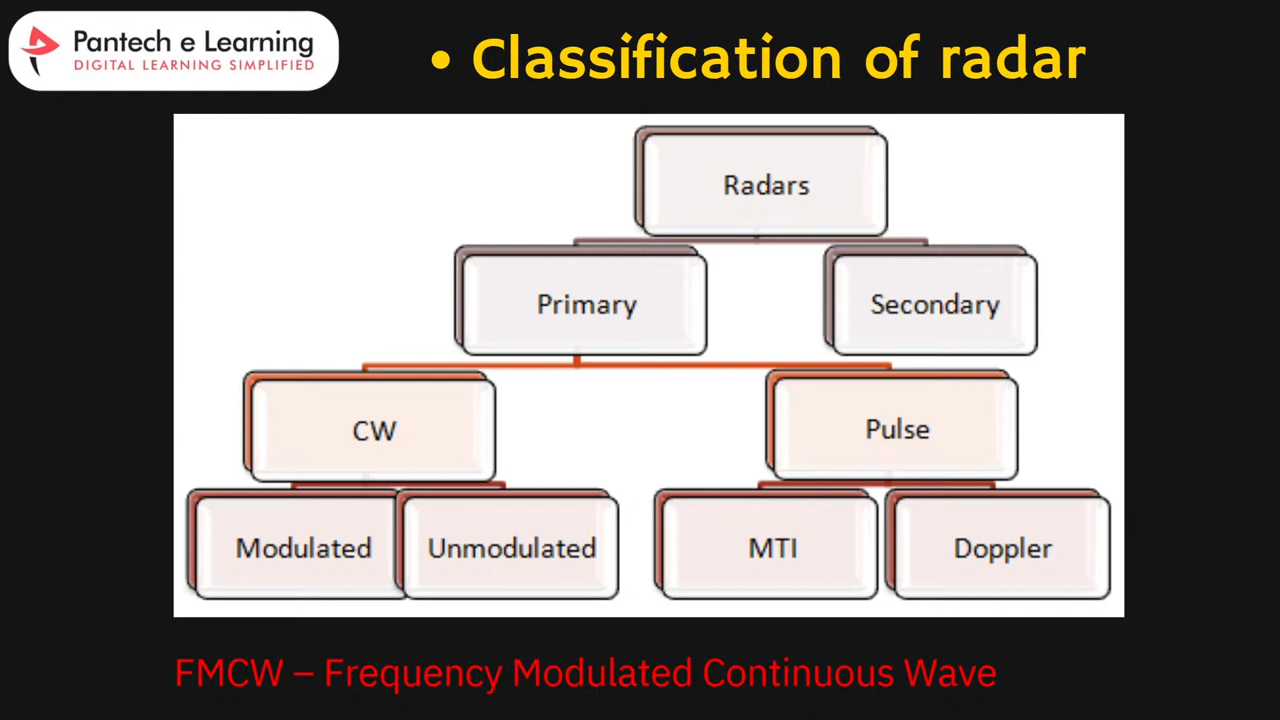 Pantech e Learning
DIGITAL LEARNING SIMPLIFIED
• Classification of radar
Radars
Primary
Secondary
CW
Pulse
Modulated
Unmodulated
MTI
Doppler
FMCW – Frequency Modulated Continuous Wave